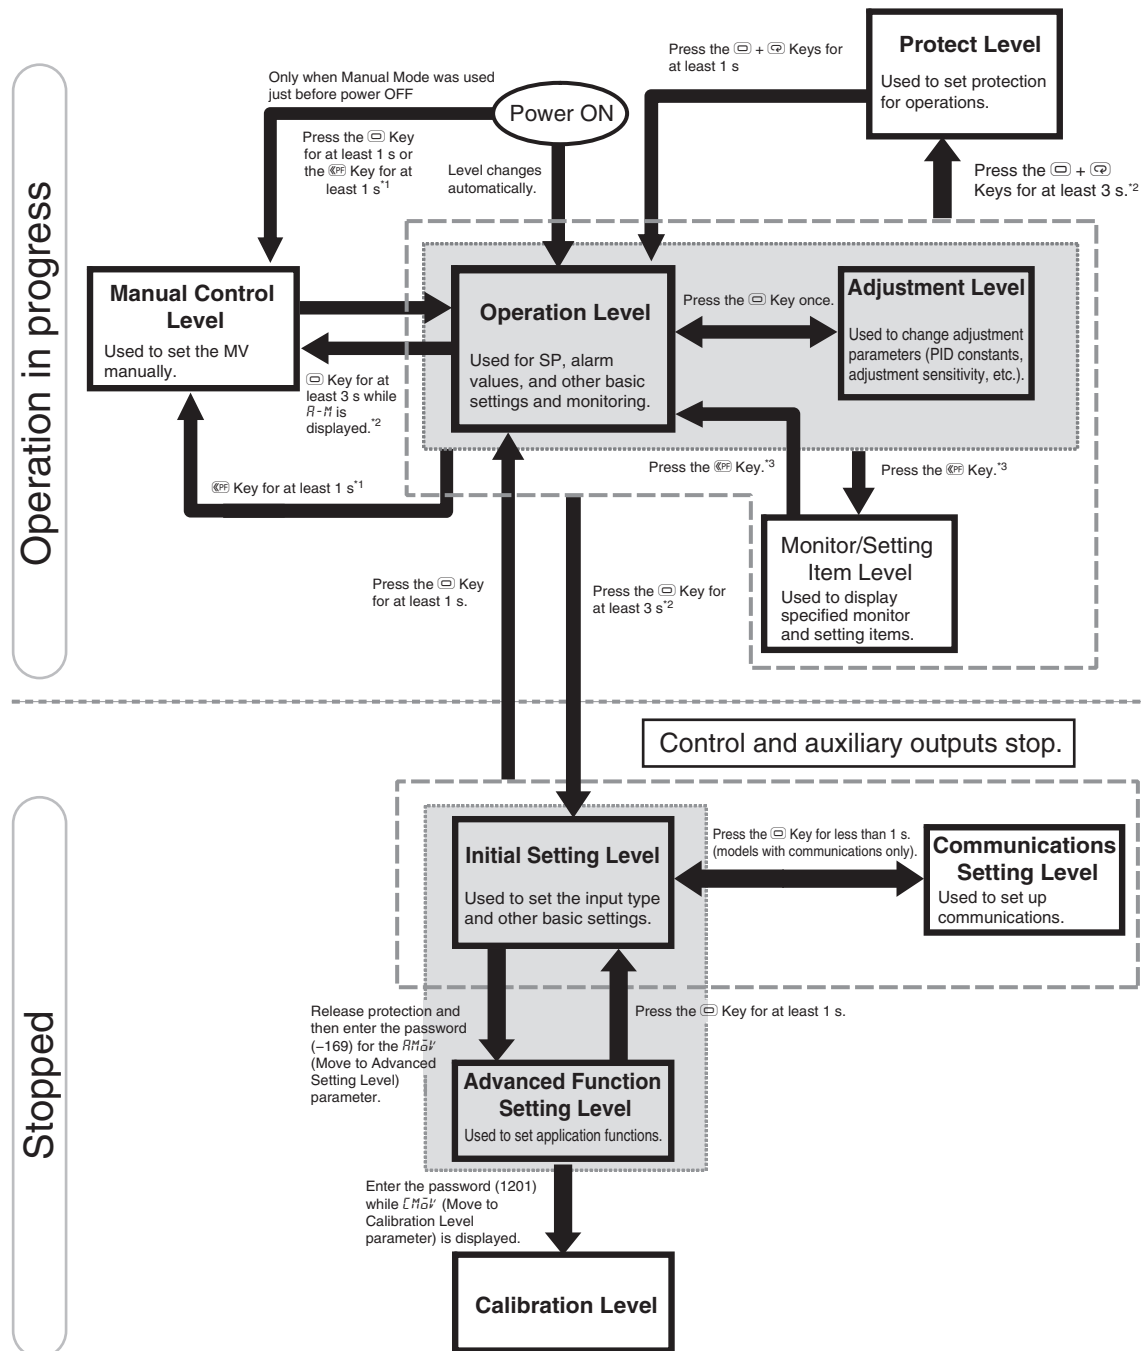 Operation in progress
Only when Manual Mode was used
just before power OFF
Power ON
Press the Key
for at least 1 s or
the PF Key for at
least 1 s*1
Level changes
automatically.
Press the + Keys for
at least 1 s
Protect Level
Used to set protection
for operations.
Press the +
Keys for at least 3 s.*2
Manual Control
Level
Used to set the MV
manually.
Operation Level
Used for SP, alarm
values, and other basic
settings and monitoring.
Press the Key once.
Adjustment Level
Used to change adjustment
parameters (PID constants,
adjustment sensitivity, etc.).
Key for at
least 3 s while
A-M is
displayed.*2
PF Key for at least 1 s*1
Press the PF Key.*3
Press the PF Key.*3
Monitor/Setting
Item Level
Used to display
specified monitor
and setting items.
Press the Key
for at least 1 s.
Press the Key for
at least 3 s*2
Control and auxiliary outputs stop.
Stopped
Initial Setting Level
Used to set the input type
and other basic settings.
Press the Key for less than 1 s.
(models with communications only).
Communications
Setting Level
Used to set up
communications.
Release protection and
then enter the password
(−169) for the AMoV
(Move to Advanced
Setting Level)
parameter.
Press the Key for at least 1 s.
Advanced Function
Setting Level
Used to set application functions.
Enter the password (1201)
while CMoV (Move to
Calibration Level
parameter) is displayed.
Calibration Level